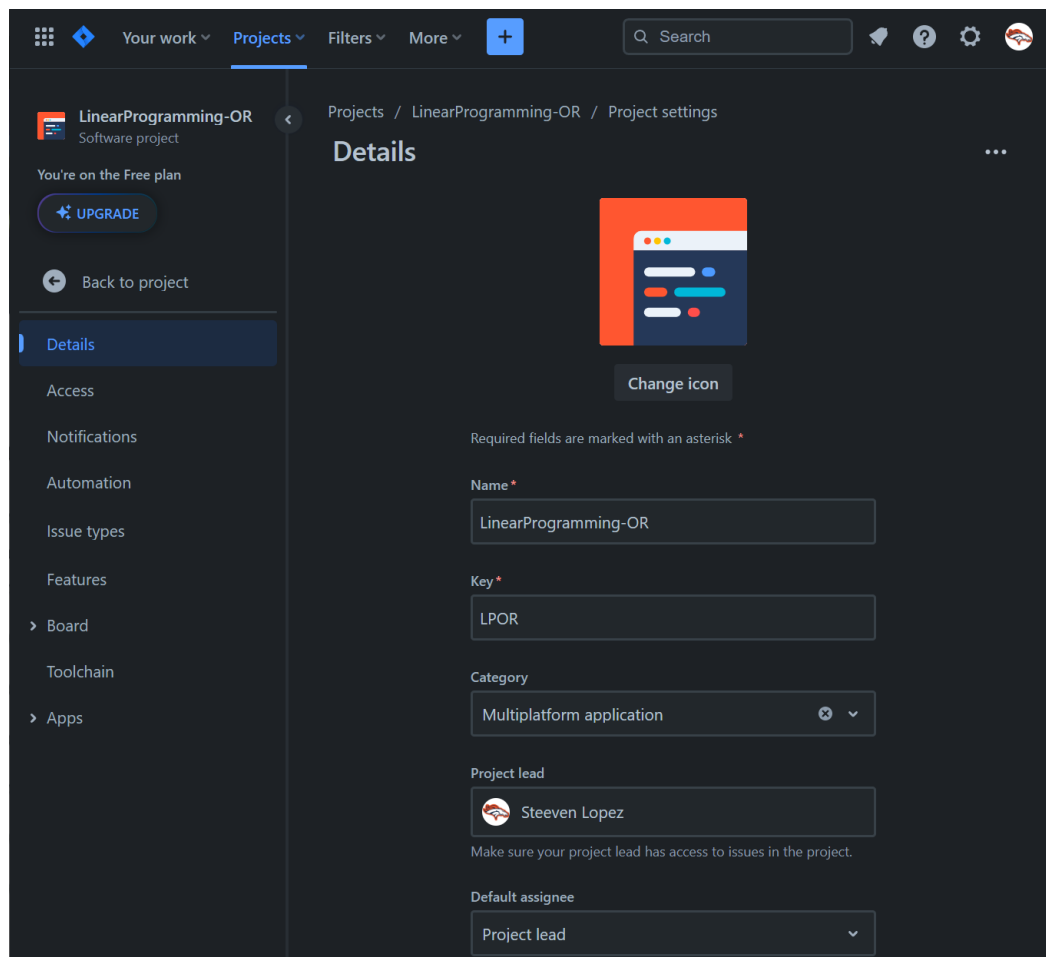 Your work Projects Filters More + Search
LinearProgramming-OR
Software project
You're on the Free plan
UPGRADE
Back to project
Details
Access
Notifications
Automation
Issue types
Features
Board
Toolchain
Apps
Projects / LinearProgramming-OR / Project settings
Details
Change icon
Required fields are marked with an asterisk *
Name *
LinearProgramming-OR
Key *
LPOR
Category
Multiplatform application
Project lead
Steeven Lopez
Make sure your project lead has access to issues in the project.
Default assignee
Project lead